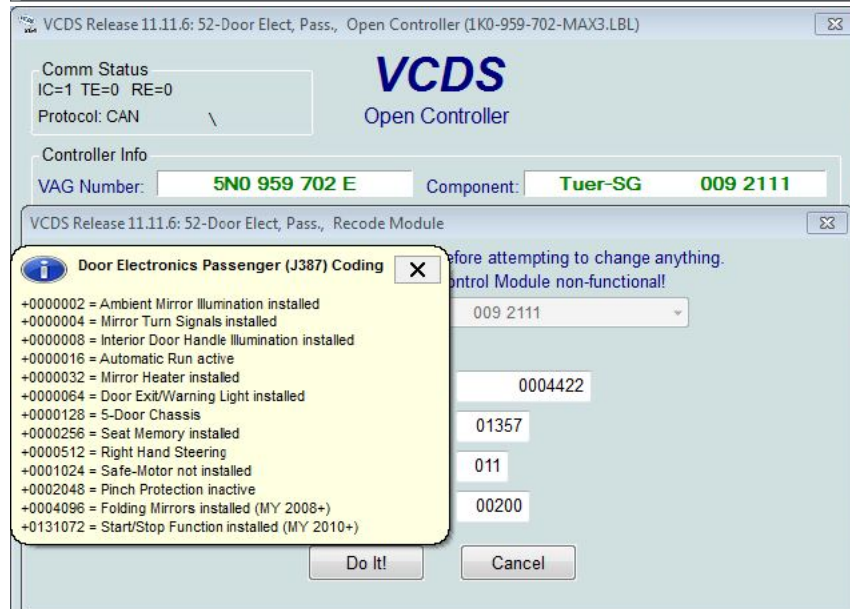 VCDS Release 11.11.6: 52-Door Elect, Pass., Open Controller (1K0-959-702-MAX3.LBL)
Comm Status
IC=1 TE=0 RE=0
Protocol: CAN \
VCDS
Open Controller
Controller Info
VAG Number: 5N0 959 702 E Component: Tuer-SG 009 2111
VCDS Release 11.11.6: 52-Door Elect, Pass., Recode Module
efore attempting to change anything.
ontrol Module non-functional!
009 2111
0004422
01357
011
00200
Door Electronics Passenger (J387) Coding
+0000002 = Ambient Mirror Illumination installed
+0000004 = Mirror Turn Signals installed
+0000008 = Interior Door Handle Illumination installed
+0000016 = Automatic Run active
+0000032 = Mirror Heater installed
+0000064 = Door Exit/Warning Light installed
+0000128 = 5-Door Chassis
+0000256 = Seat Memory installed
+0000512 = Right Hand Steering
+0001024 = Safe-Motor not installed
+0002048 = Pinch Protection inactive
+0004096 = Folding Mirrors installed (MY 2008+)
+0131072 = Start/Stop Function installed (MY 2010+)
Do It! Cancel